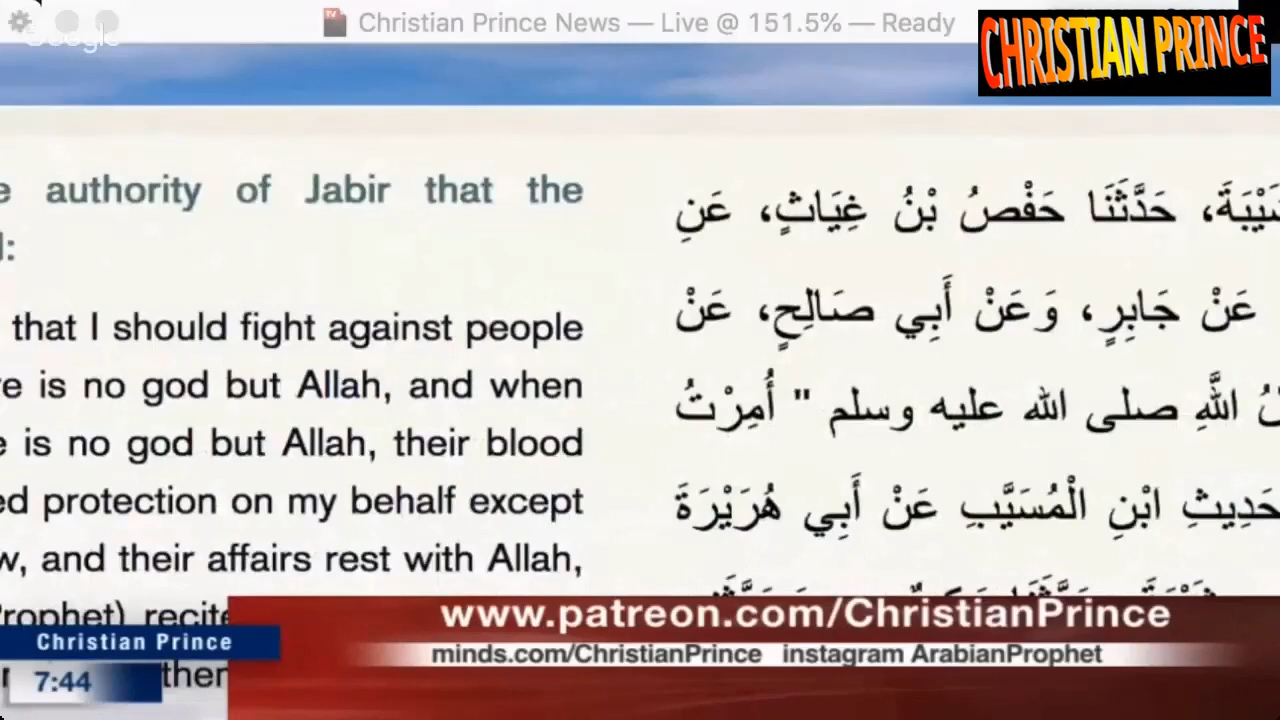 Christian Prince News — Live @ 151.5% — Ready
Google
CHRISTIAN PRINCE
authority of Jabir that the
that I should fight against people
is no god but Allah, and when
is no god but Allah, their blood
protection on my behalf except
and their affairs rest with Allah,
recite
حَدَّثَنَا حَفْصُ بْنُ غِيَاثٍ، عَنِ
عَنْ جَابِرٍ، وَعَنْ أَبِي صَالِحٍ، عَنْ
اللَّهِ صلى الله عليه وسلم " أُمِرْتُ
حَدِيثِ ابْنِ الْمُسَيَّبِ عَنْ أَبِي هُرَيْرَةَ
www.patreon.com/ChristianPrince
Christian Prince
minds.com/ChristianPrince instagram ArabianProphet
7:44